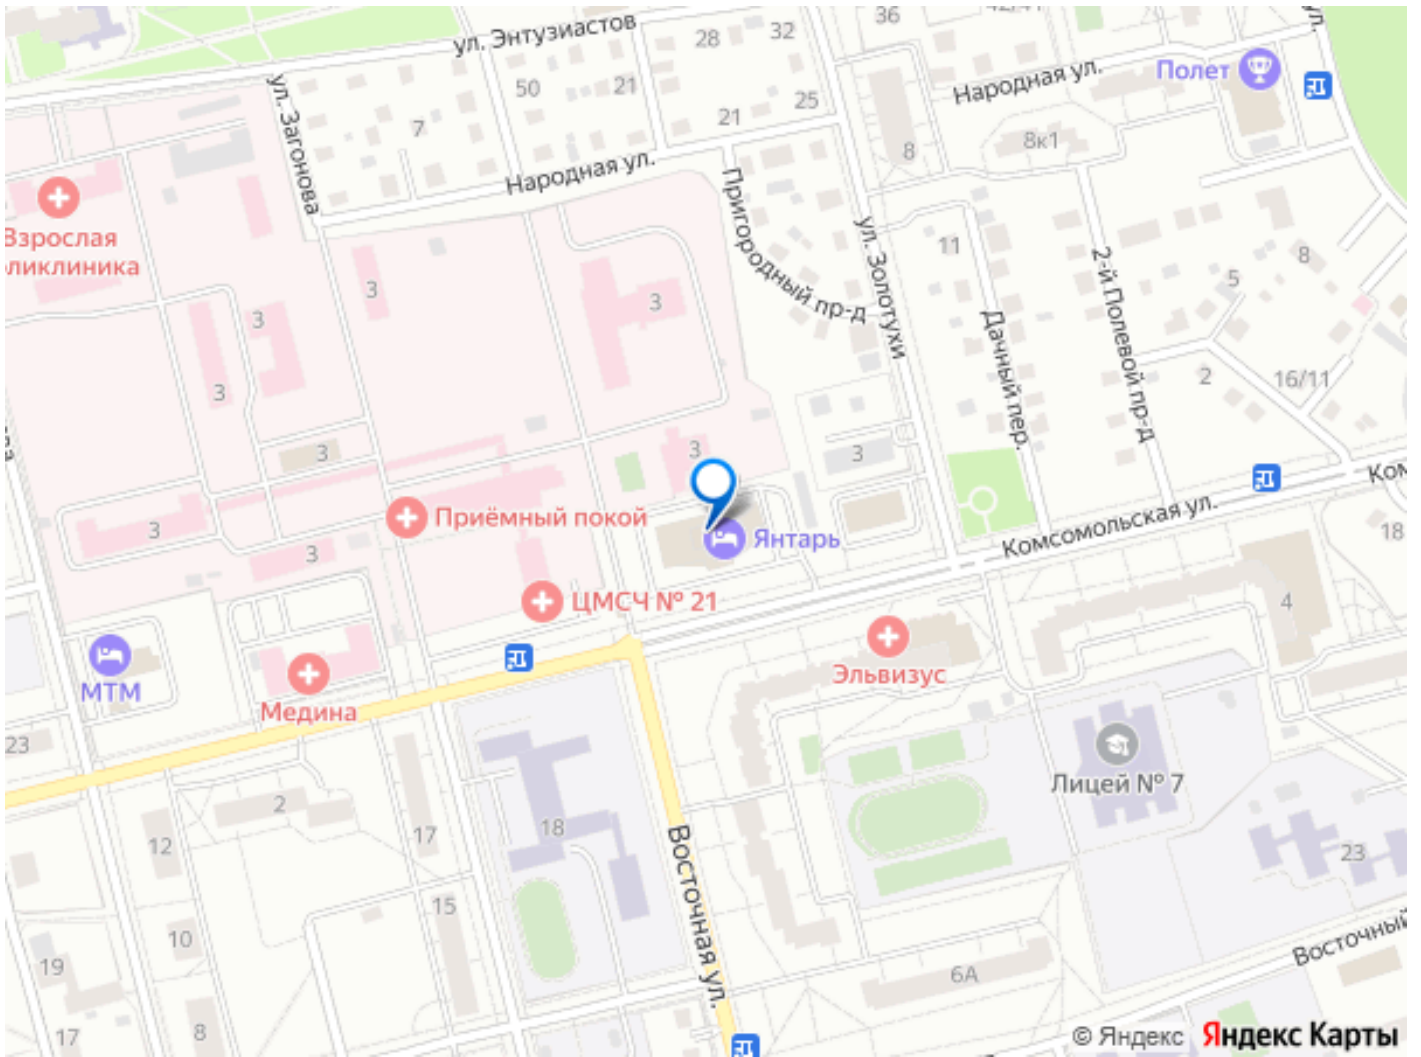 ул. Энтузиастов
36
ул.
28
32
Народная ул.
Полет
50
21
25
7
21
ул. Загонова
8
8к1
Народная ул.
Взрослая
оликлиника
Пригородный пр-д
ул. Золотухи
11
2-й Полевой пр-д
8
5
3
3
3
Дачный пер.
3
2
16/11
3
3
3
Ком
Приёмный покой
Янтарь
Комсомольская ул.
18
3
3
ЦМСЧ № 21
4
Эльвизус
МТМ
Медина
23
Лицей № 7
2
17
18
12
23
Восточная ул.
15
10
Восточный
19
6А
17
8
© Яндекс Яндекс Карты